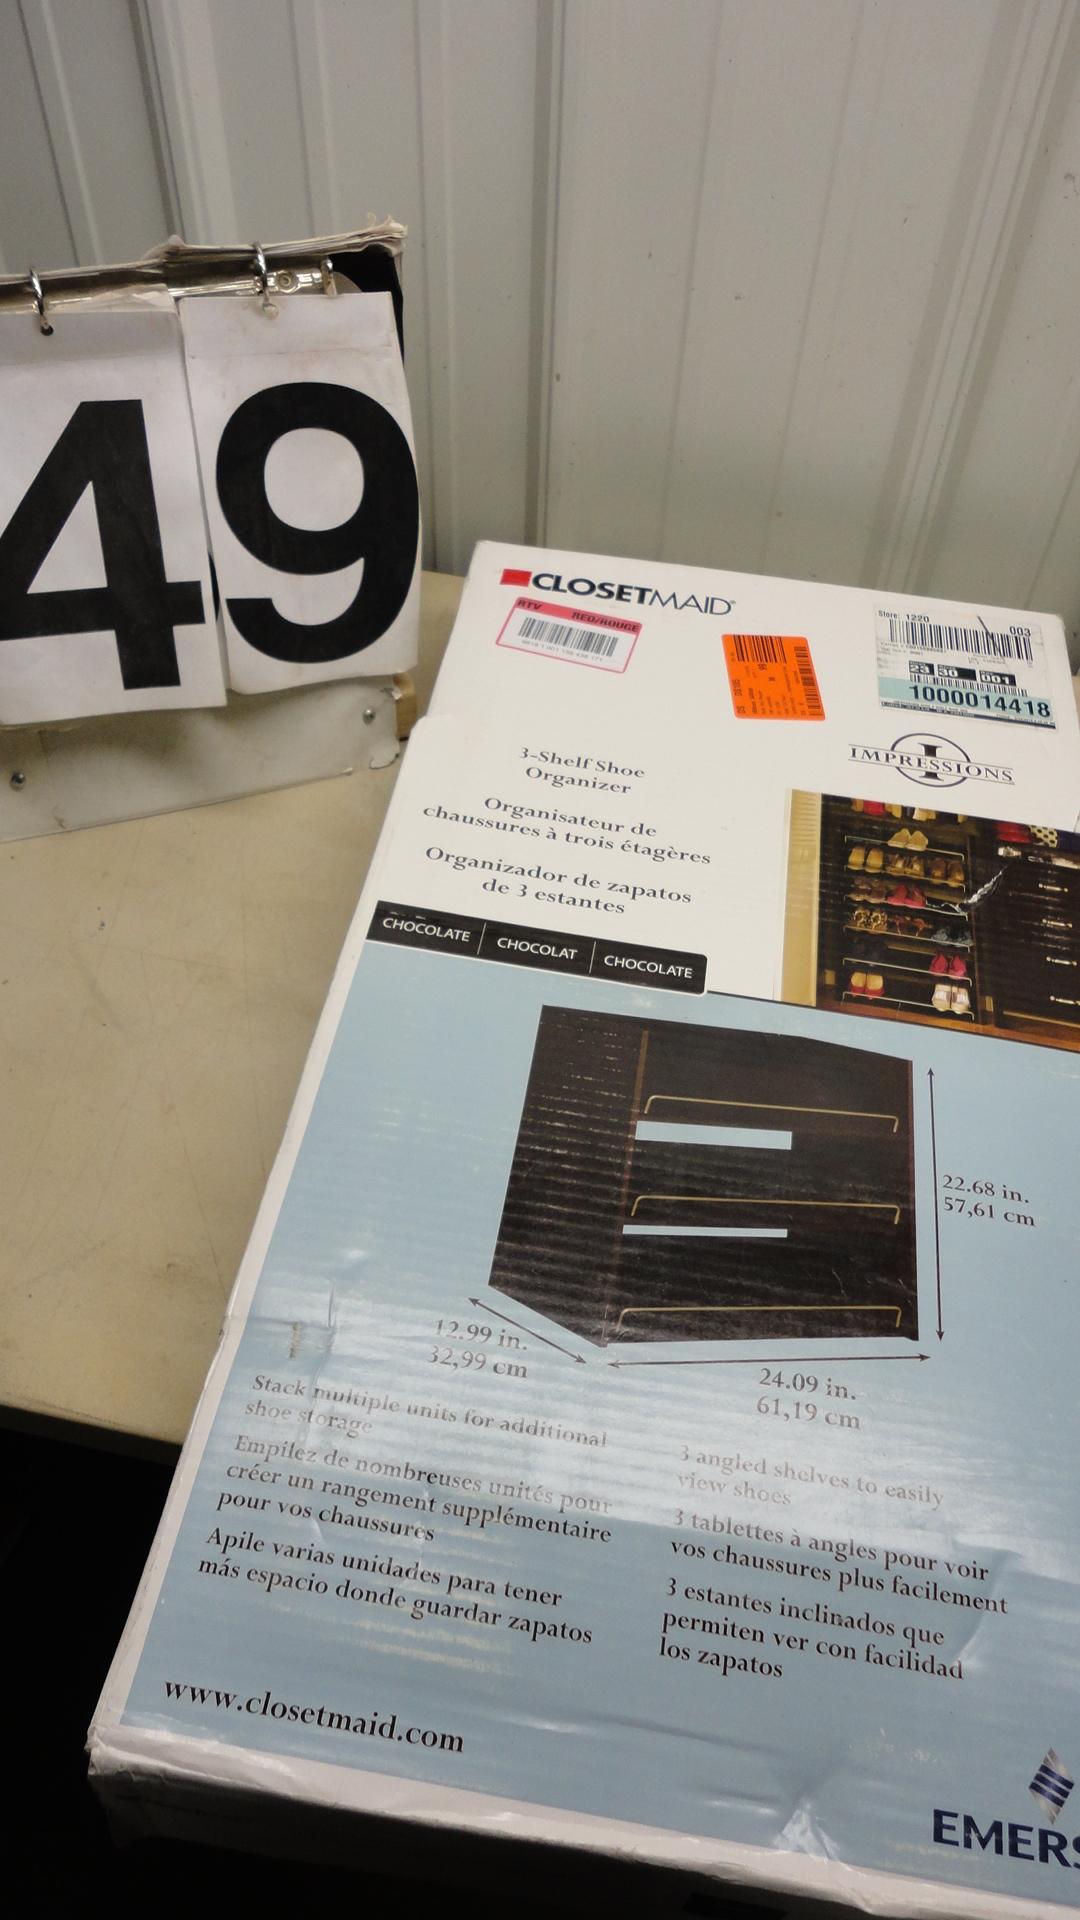 49
CLOSETMAID
RTV RED/ROUGE
Store: 1220
003
23 30 001
1000014418
99
IMPRESSIONS
3-Shelf Shoe
Organizer
Organisateur de
chaussures à trois étagères
Organizador de zapatos
de 3 estantes
CHOCOLATE CHOCOLAT CHOCOLATE
22.68 in.
57,61 cm
12.99 in.
32,99 cm
24.09 in.
61,19 cm
Stack multiple units for additional
shoe storage
Empilez de nombreuses unités pour
créer un rangement supplémentaire
pour vos chaussures
Apile varias unidades para tener
más espacio donde guardar zapatos
3 angled shelves to easily
view shoes
3 tablettes à angles pour voir
vos chaussures plus facilement
3 estantes inclinados que
permiten ver con facilidad
los zapatos
www.closetmaid.com
EMERS